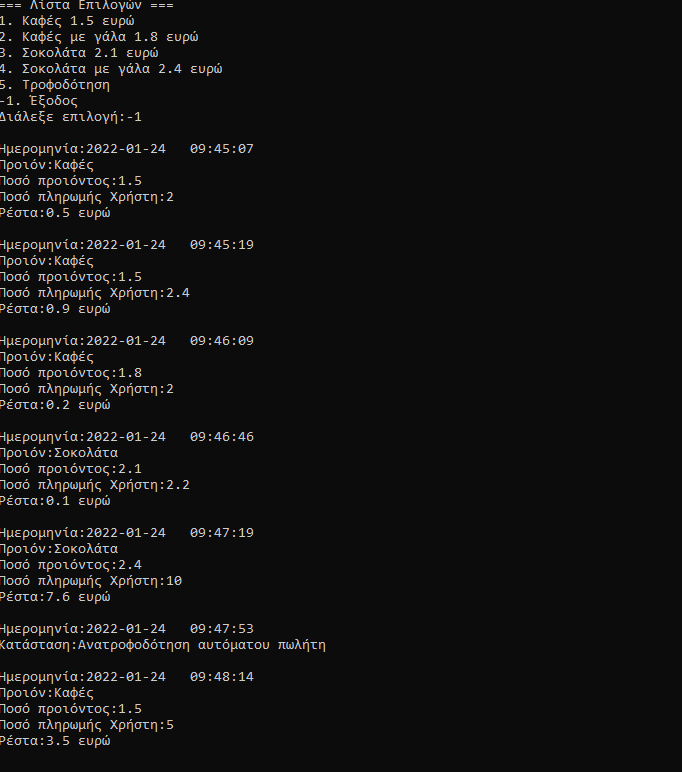 === Λίστα Επιλογών ===
1. Καφές 1.5 ευρώ
2. Καφές με γάλα 1.8 ευρώ
3. Σοκολάτα 2.1 ευρώ
4. Σοκολάτα με γάλα 2.4 ευρώ
5. Τροφοδότηση
-1. Έξοδος
Διάλεξε επιλογή:-1
Ημερομηνία:2022-01-24   09:45:07
Προιόν:Καφές
Ποσό προιόντος:1.5
Ποσό πληρωμής Χρήστη:2
Ρέστα:0.5 ευρώ
Ημερομηνία:2022-01-24   09:45:19
Προιόν:Καφές
Ποσό προιόντος:1.5
Ποσό πληρωμής Χρήστη:2.4
Ρέστα:0.9 ευρώ
Ημερομηνία:2022-01-24   09:46:09
Προιόν:Καφές
Ποσό προιόντος:1.8
Ποσό πληρωμής Χρήστη:2
Ρέστα:0.2 ευρώ
Ημερομηνία:2022-01-24   09:46:46
Προιόν:Σοκολάτα
Ποσό προιόντος:2.1
Ποσό πληρωμής Χρήστη:2.2
Ρέστα:0.1 ευρώ
Ημερομηνία:2022-01-24   09:47:19
Προιόν:Σοκολάτα
Ποσό προιόντος:2.4
Ποσό πληρωμής Χρήστη:10
Ρέστα:7.6 ευρώ
Ημερομηνία:2022-01-24   09:47:53
Κατάσταση:Ανατροφοδότηση αυτόματου πωλήτη
Ημερομηνία:2022-01-24   09:48:14
Προιόν:Καφές
Ποσό προιόντος:1.5
Ποσό πληρωμής Χρήστη:5
Ρέστα:3.5 ευρώ